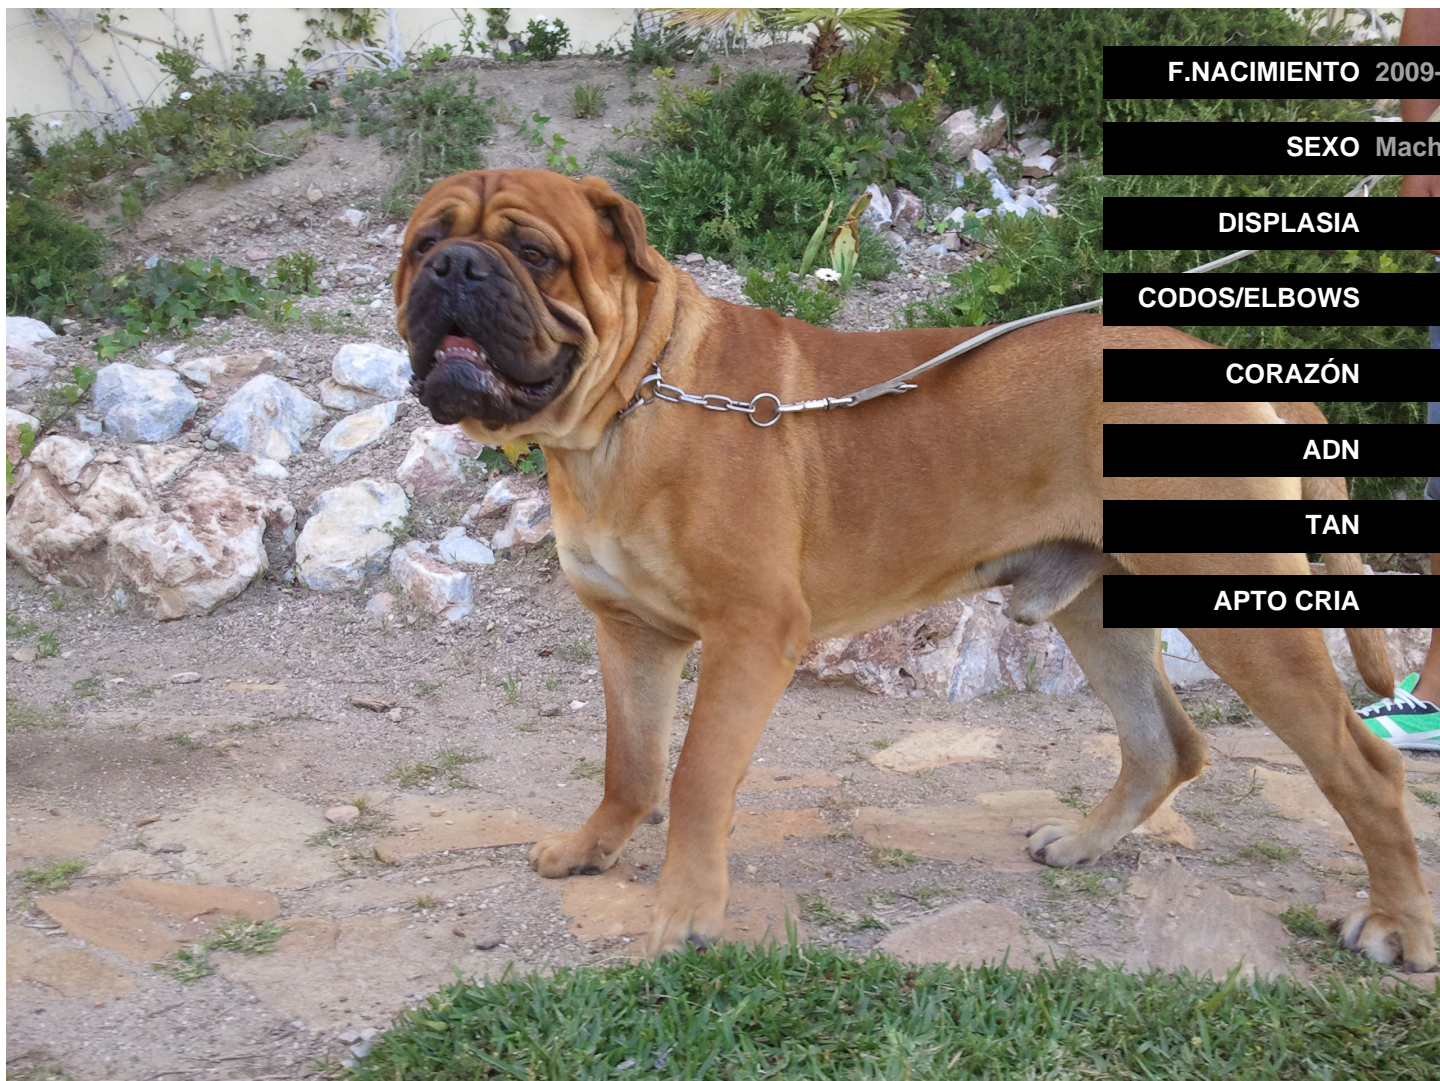 F.NACIMIENTO 2009-
SEXO Mach
DISPLASIA
CODOS/ELBOWS
CORAZÓN
ADN
TAN
APTO CRIA